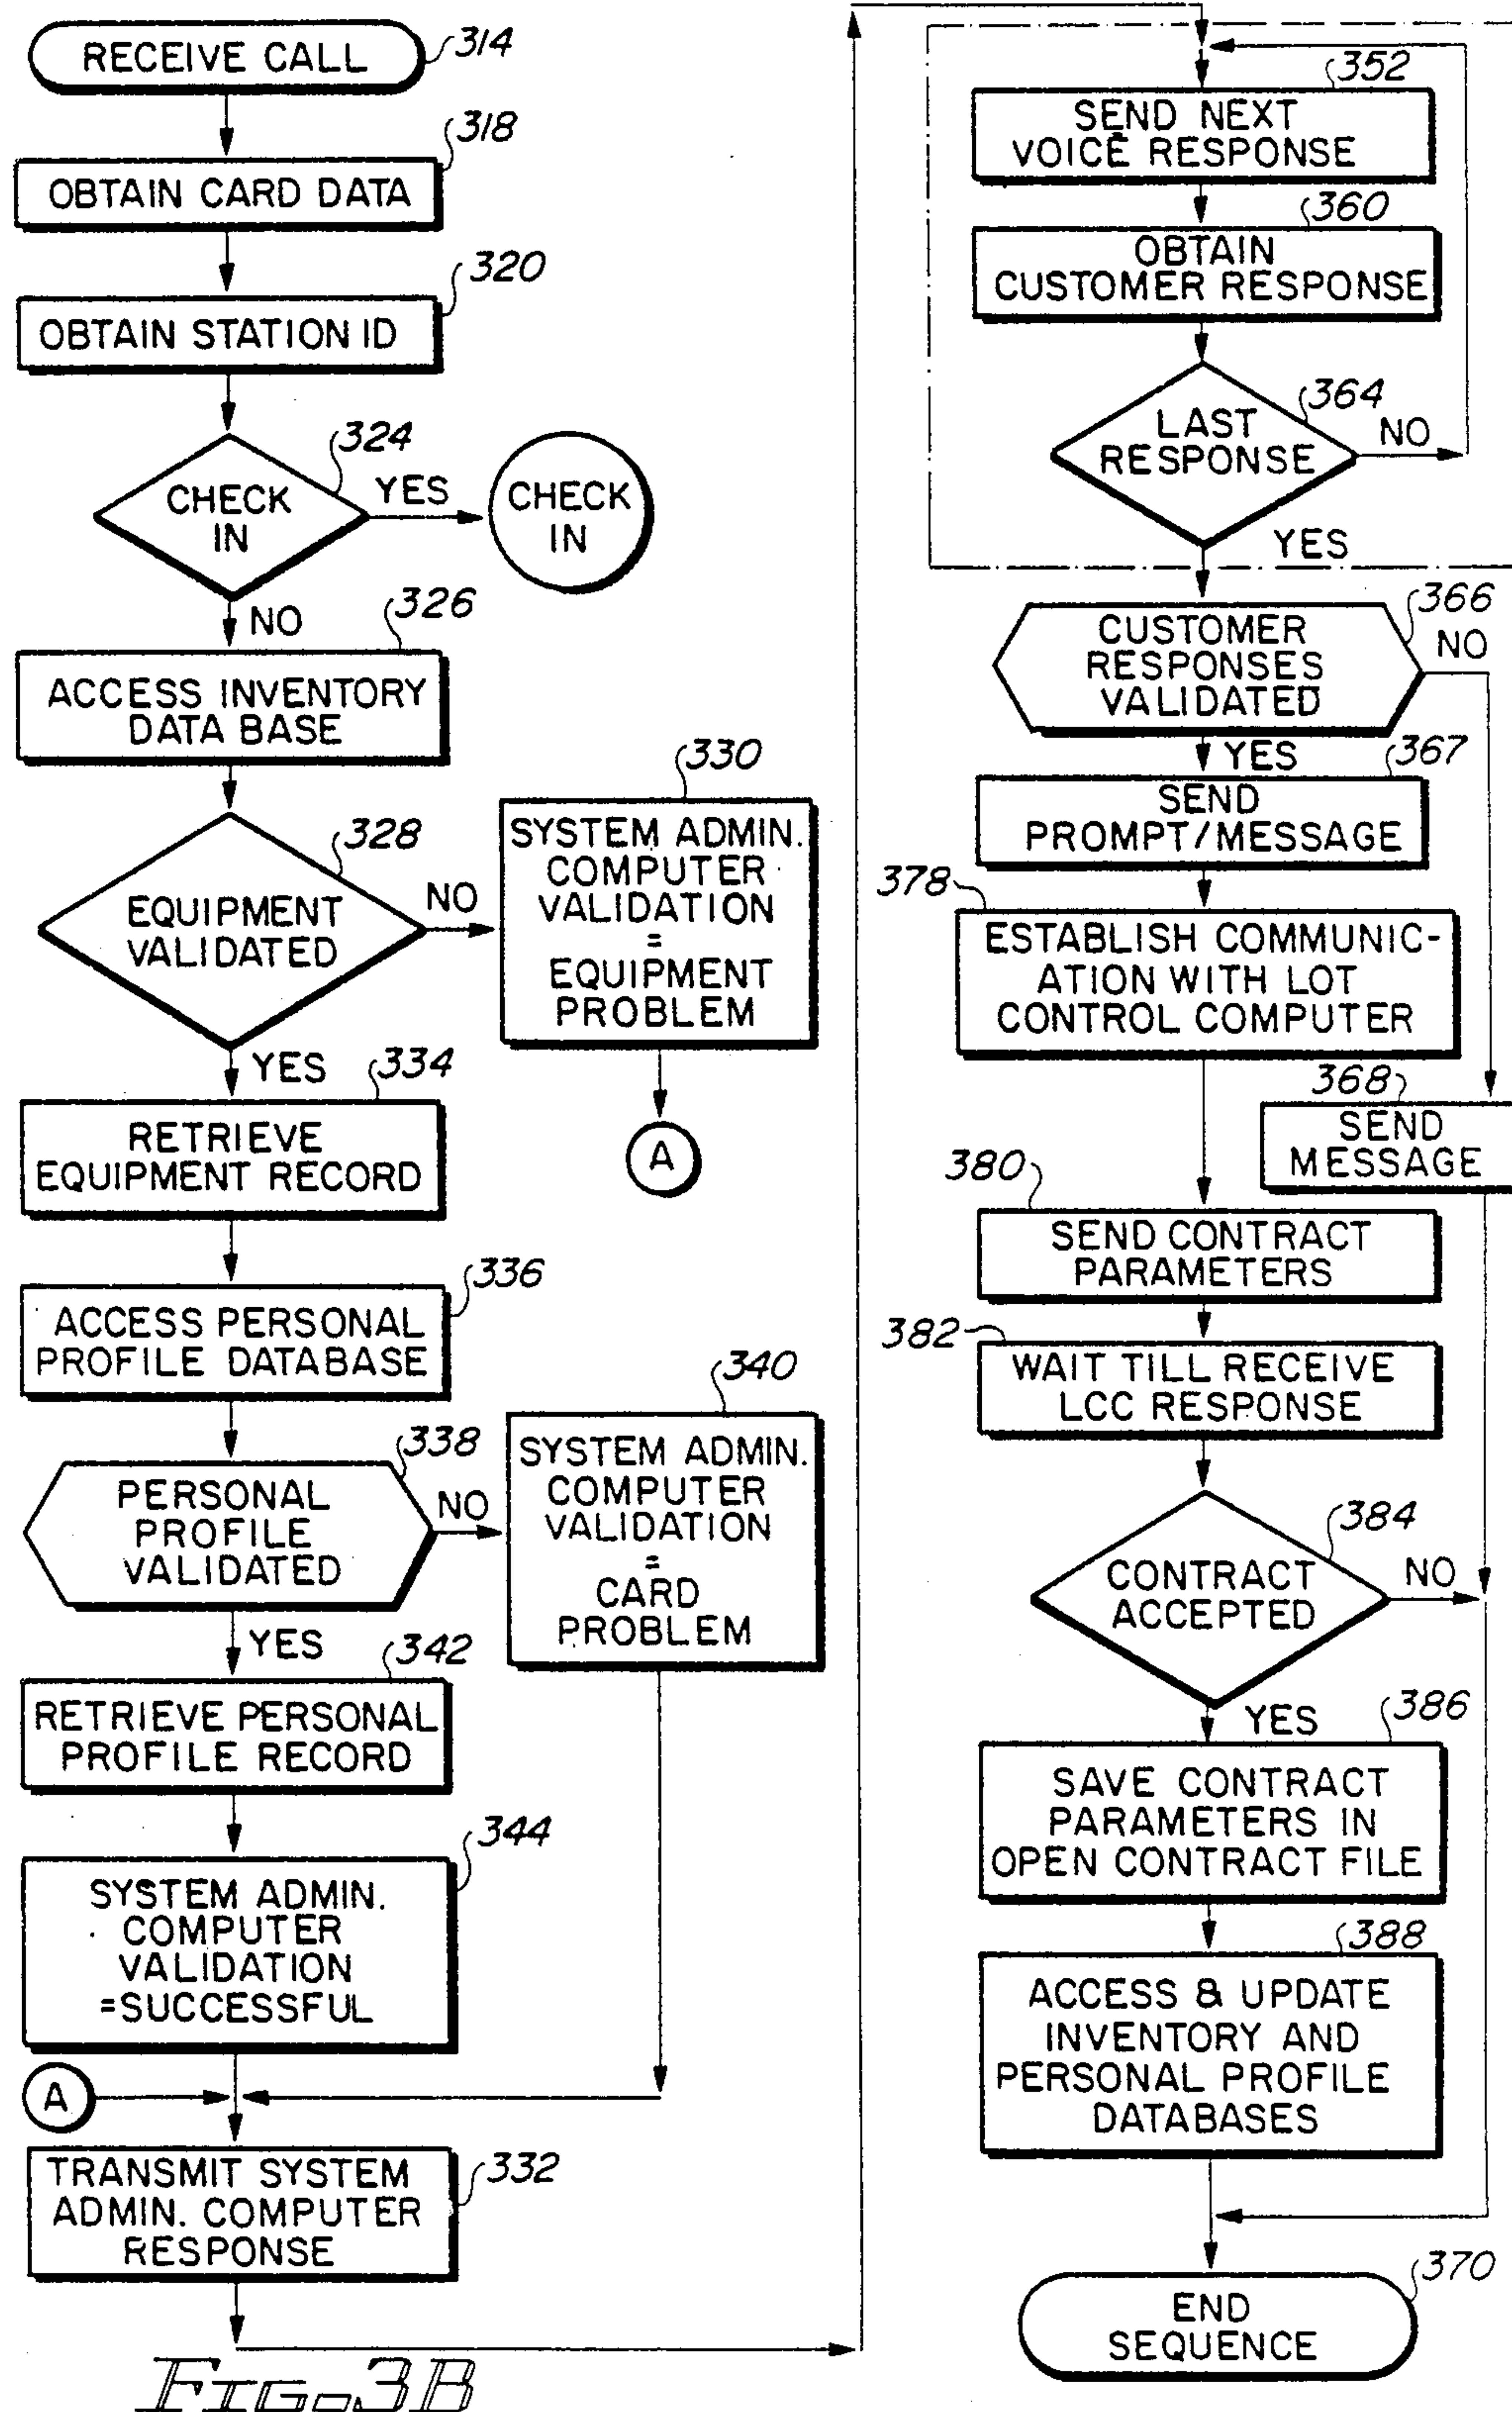 RECEIVE CALL
314
318
OBTAIN CARD DATA
320
OBTAIN STATION ID
324
CHECK
IN
YES
CHECK
IN
NO
326
ACCESS INVENTORY
DATA BASE
328
EQUIPMENT
VALIDATED
NO
330
SYSTEM ADMIN.
COMPUTER
VALIDATION
=
EQUIPMENT
PROBLEM
A
YES
334
RETRIEVE
EQUIPMENT RECORD
336
ACCESS PERSONAL
PROFILE DATABASE
338
PERSONAL
PROFILE
VALIDATED
NO
340
SYSTEM ADMIN.
COMPUTER
VALIDATION
=
CARD
PROBLEM
YES
342
RETRIEVE PERSONAL
PROFILE RECORD
344
SYSTEM ADMIN.
COMPUTER
VALIDATION
=SUCCESSFUL
A
332
TRANSMIT SYSTEM
ADMIN. COMPUTER
RESPONSE
FIG. 3B
352
SEND NEXT
VOICE RESPONSE
360
OBTAIN
CUSTOMER RESPONSE
364
LAST
RESPONSE
NO
YES
366
CUSTOMER
RESPONSES
VALIDATED
NO
YES
367
SEND
PROMPT/MESSAGE
378
ESTABLISH COMMUNIC-
ATION WITH LOT
CONTROL COMPUTER
368
SEND
MESSAGE
380
SEND CONTRACT
PARAMETERS
382
WAIT TILL RECEIVE
LCC RESPONSE
384
CONTRACT
ACCEPTED
NO
YES
386
SAVE CONTRACT
PARAMETERS IN
OPEN CONTRACT FILE
388
ACCESS & UPDATE
INVENTORY AND
PERSONAL PROFILE
DATABASES
370
END
SEQUENCE